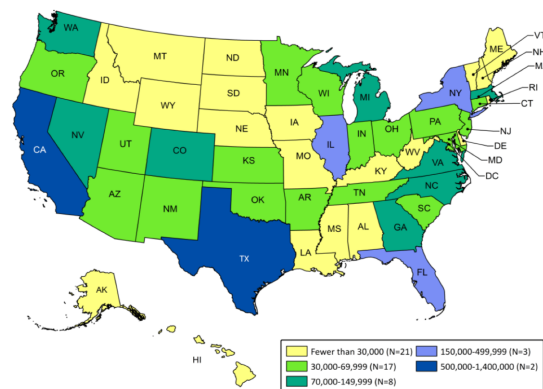 WA
MT
ND
MN
ME
VT
NH
M
OR
ID
SD
WI
MI
NY
RI
CT
WY
IA
PA
NJ
NE
OH
DE
NV
IL
IN
MD
CA
UT
CO
WV
VA
DC
KS
MO
KY
NC
TN
AZ
NM
OK
AR
SC
MS
AL
GA
TX
LA
FL
AK
HI
Fewer than 30,000 (N=21)
30,000-69,999 (N=17)
70,000-149,999 (N=8)
150,000-499,999 (N=3)
500,000-1,400,000 (N=2)